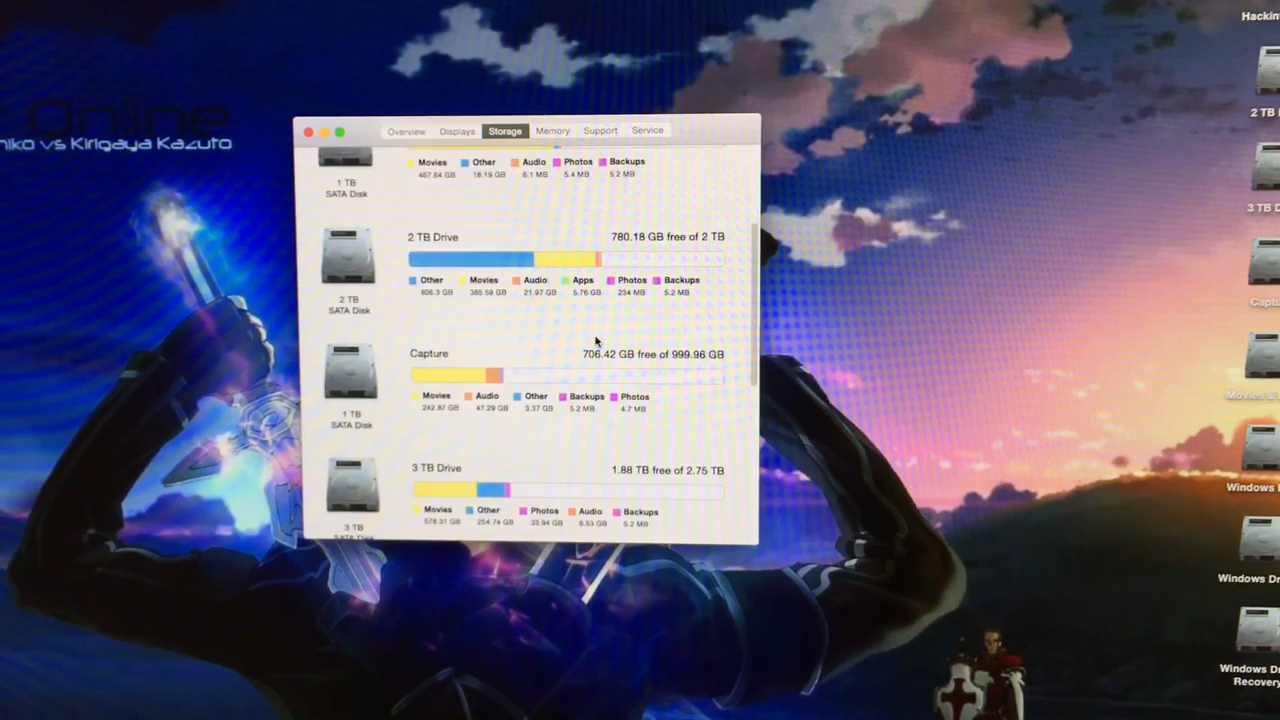 Online
niko vs Kirigaya Kazuto
Overview Displays Storage Memory Support Service
Movies Other Audio Photos Backups
467.64 GB 18.19 GB 6.1 MB 5.4 MB 5.2 MB
1 TB
SATA Disk
2 TB Drive 780.18 GB free of 2 TB
Other Movies Audio Apps Photos Backups
806.3 GB 385.59 GB 21.97 GB 5.76 GB 234 MB 5.2 MB
2 TB
SATA Disk
Capture 706.42 GB free of 999.96 GB
Movies Audio Other Backups Photos
242.87 GB 47.29 GB 3.37 GB 5.2 MB 4.7 MB
1 TB
SATA Disk
3 TB Drive 1.88 TB free of 2.75 TB
Movies Other Photos Audio Backups
578.31 GB 254.74 GB 33.94 GB 6.53 GB 5.2 MB
3 TB
SATA Disk
Hackin
2 TB
3 TB D
Captu
Movies &
Windows
Windows Dr
Windows Dr
Recovery